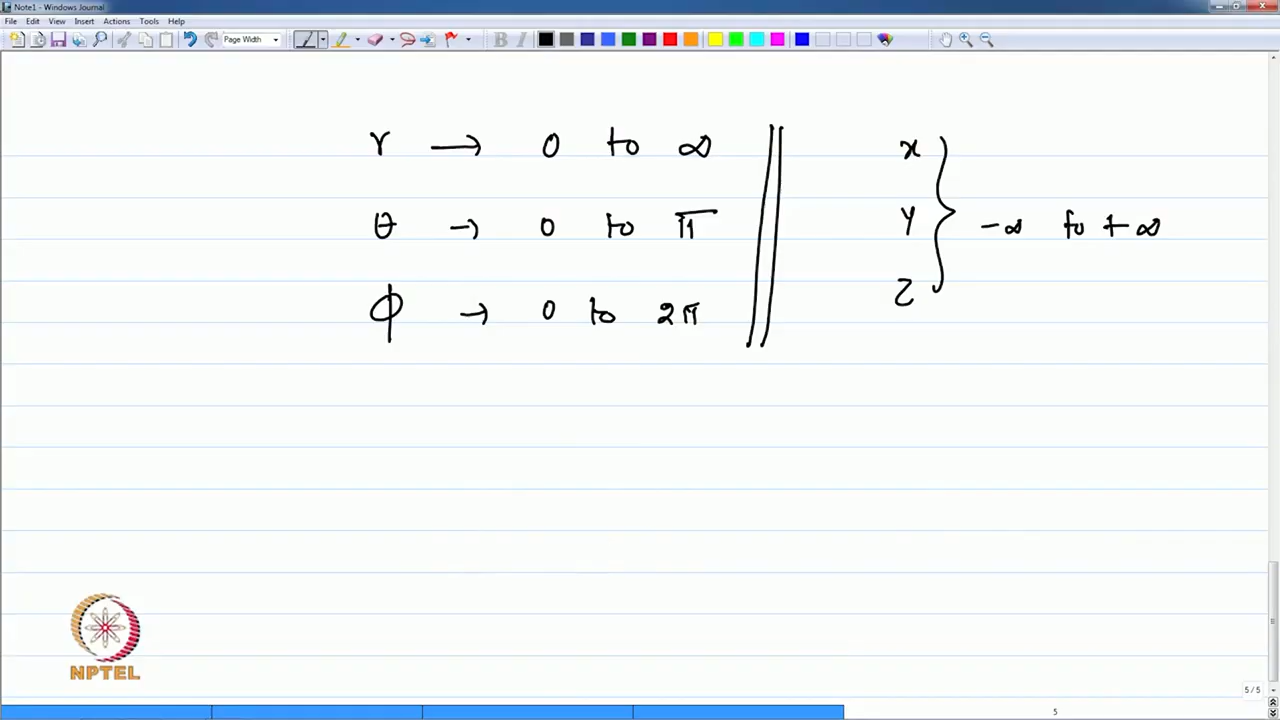 Note1 - Windows Journal
File Edit View Insert Actions Tools Help
Page Width
B I
r → 0 to ∞
θ → 0 to π
ϕ → 0 to 2π
x
y
z
-∞ to +∞
NPTEL
5 / 5
5